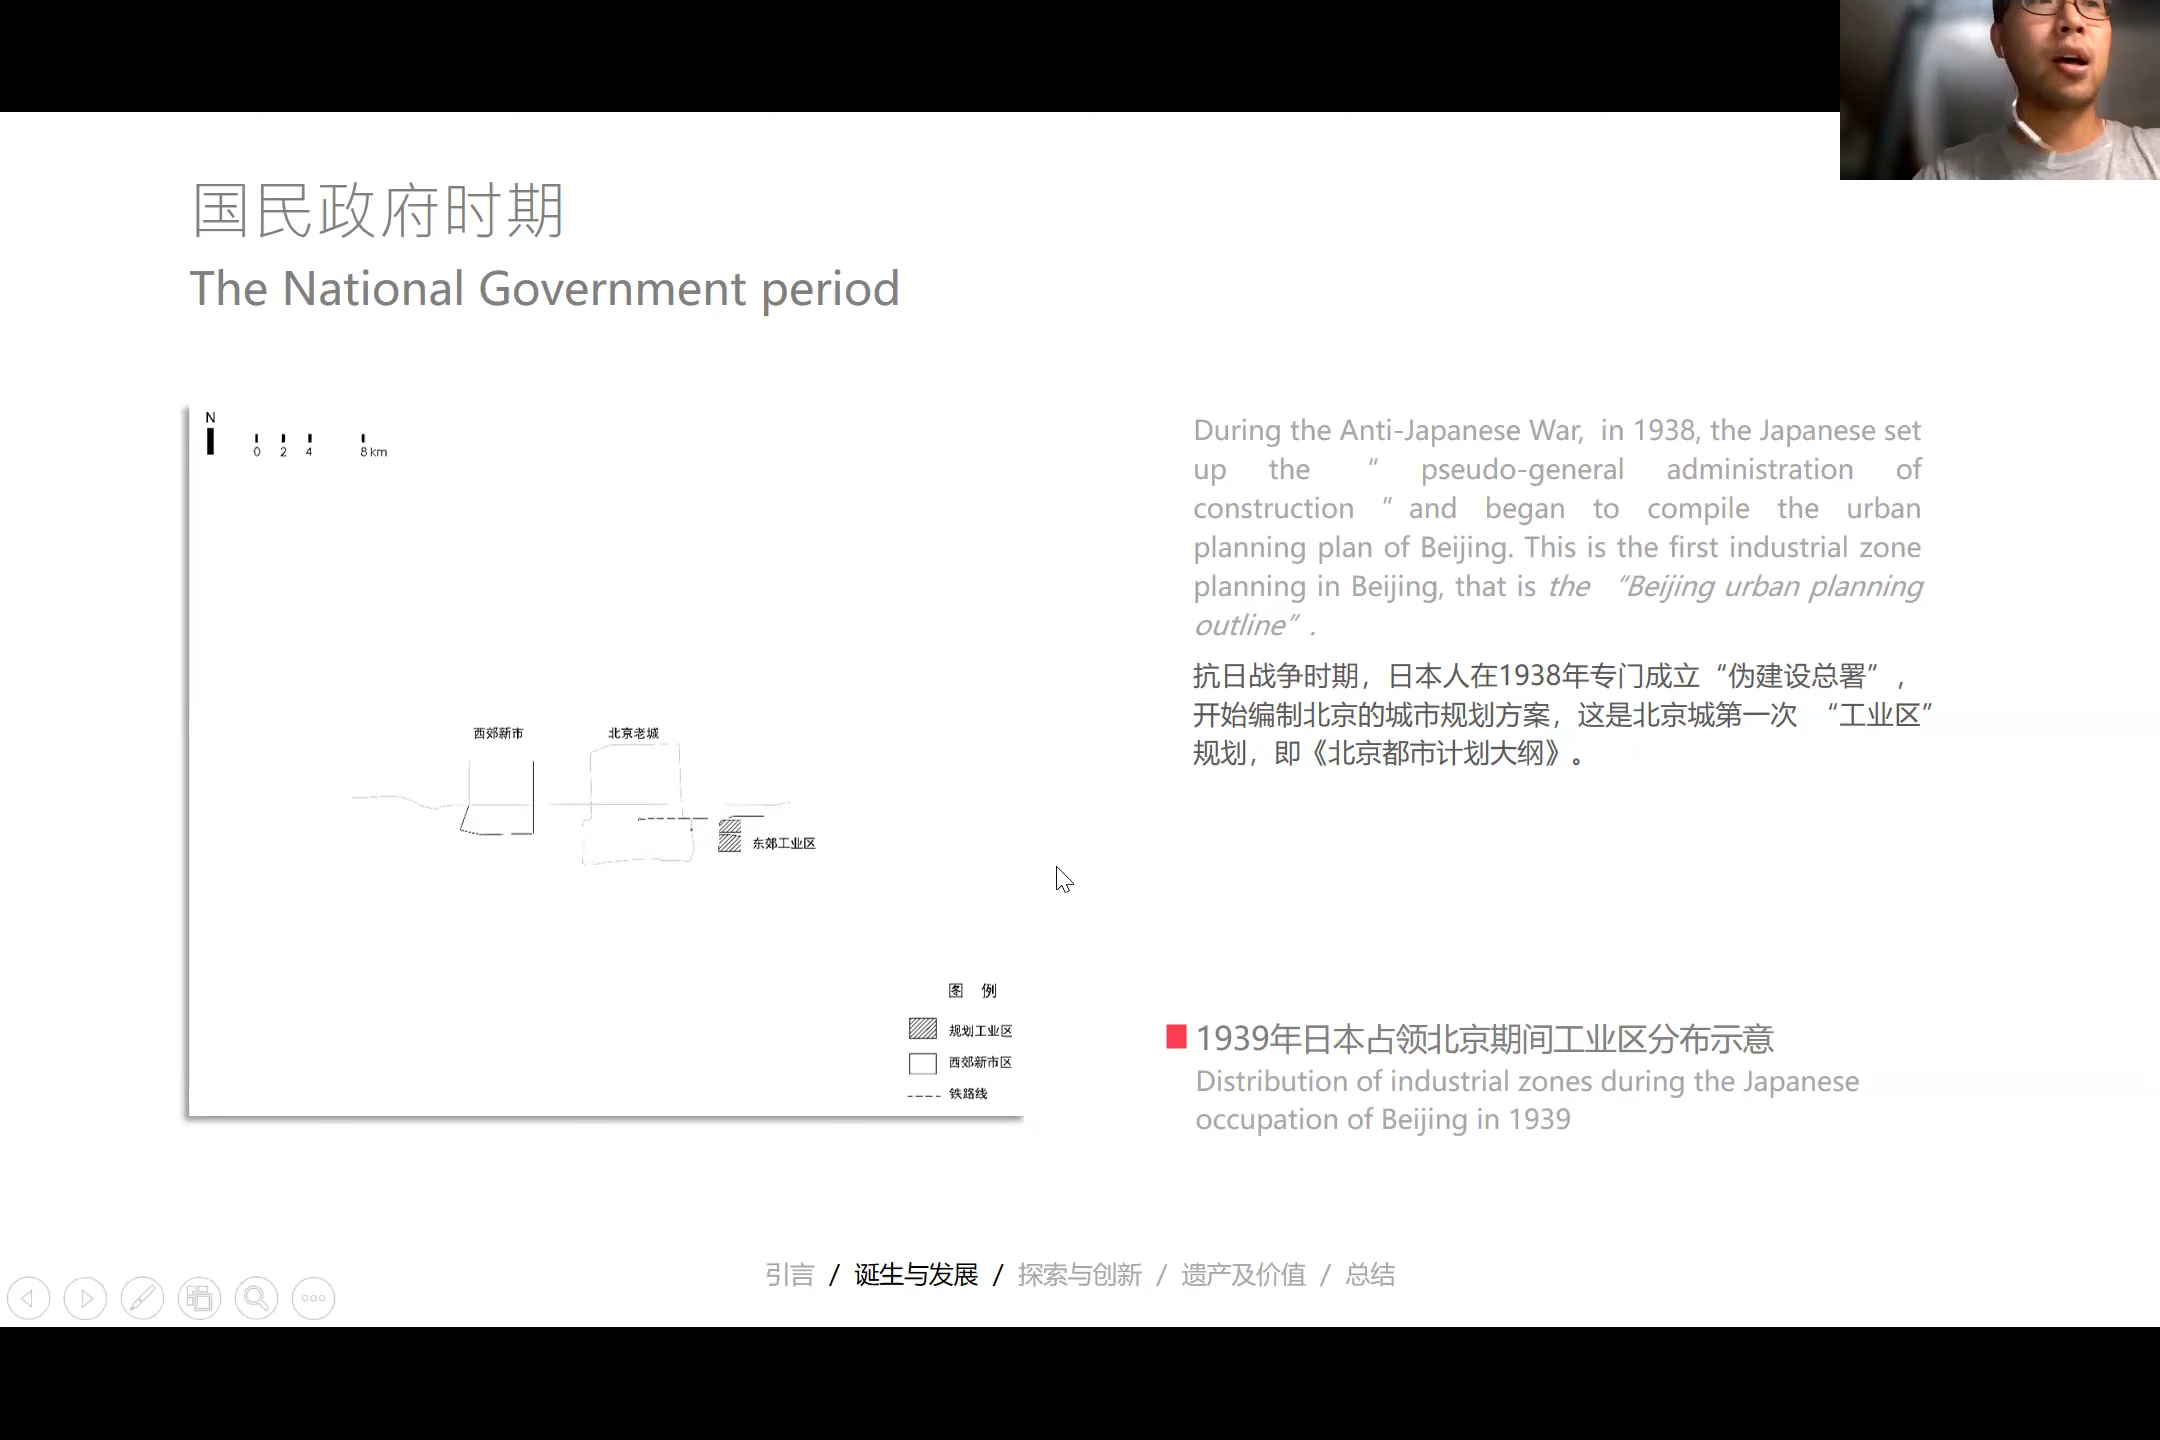 国民政府时期
The National Government period
N
0 2 4 8 km
西郊新市
北京老城
东郊工业区
图 例
规划工业区
西郊新市区
铁路线
During the Anti-Japanese War, in 1938, the Japanese set
up the “ pseudo-general administration of
construction ” and began to compile the urban
planning plan of Beijing. This is the first industrial zone
planning in Beijing, that is the “Beijing urban planning
outline” .
抗日战争时期，日本人在1938年专门成立“伪建设总署”，
开始编制北京的城市规划方案，这是北京城第一次 “工业区”
规划，即《北京都市计划大纲》。
1939年日本占领北京期间工业区分布示意
Distribution of industrial zones during the Japanese
occupation of Beijing in 1939
引言 / 诞生与发展 / 探索与创新 / 遗产及价值 / 总结